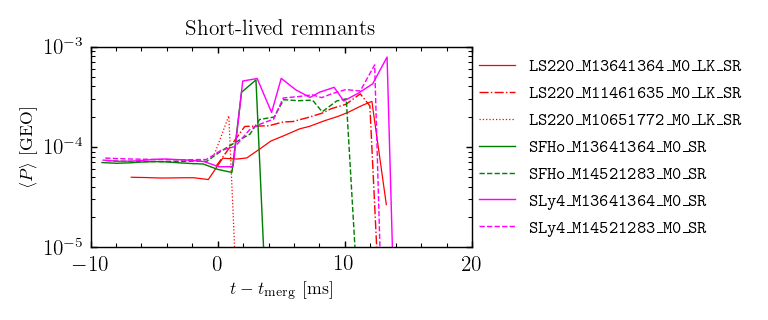 Short-lived remnants
10⁻³
10⁻⁴
10⁻⁵
⟨P⟩ [GEO]
−10 0 10 20
t − t_merg [ms]
LS220_M13641364_M0_LK_SR
LS220_M11461635_M0_LK_SR
LS220_M10651772_M0_LK_SR
SFHo_M13641364_M0_SR
SFHo_M14521283_M0_SR
SLy4_M13641364_M0_SR
SLy4_M14521283_M0_SR